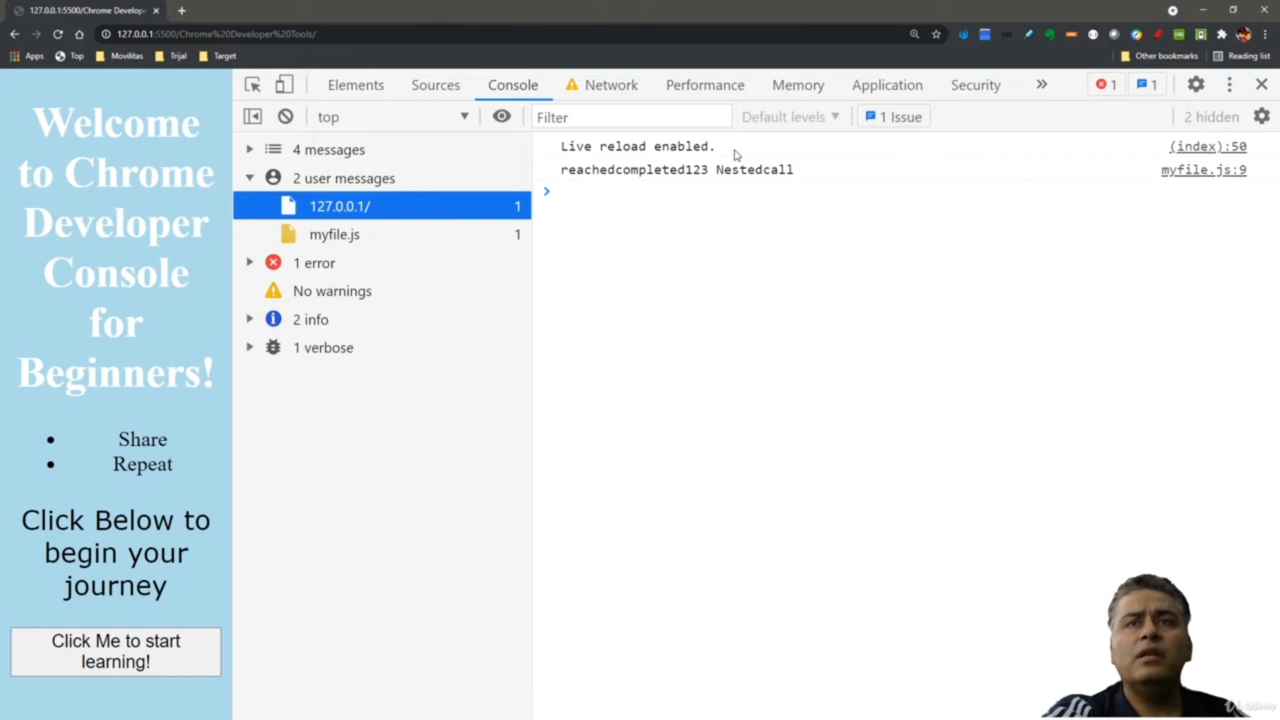 127.0.0.1:5500/Chrome Develop
127.0.0.1:5500/Chrome%20Developer%20Tools/
Apps
Top
Movilitas
Trijal
Target
Other bookmarks
Reading list
Welcome
to Chrome
Developer
Console
for
Beginners!
Share
Repeat
Click Below to
begin your
journey
Click Me to start
learning!
Elements
Sources
Console
Network
Performance
Memory
Application
Security
1
1
top
Filter
Default levels
1 Issue
2 hidden
4 messages
2 user messages
127.0.0.1/ 1
myfile.js 1
1 error
No warnings
2 info
1 verbose
Live reload enabled. (index):50
reachedcompleted123 Nestedcall myfile.js:9
Udemy